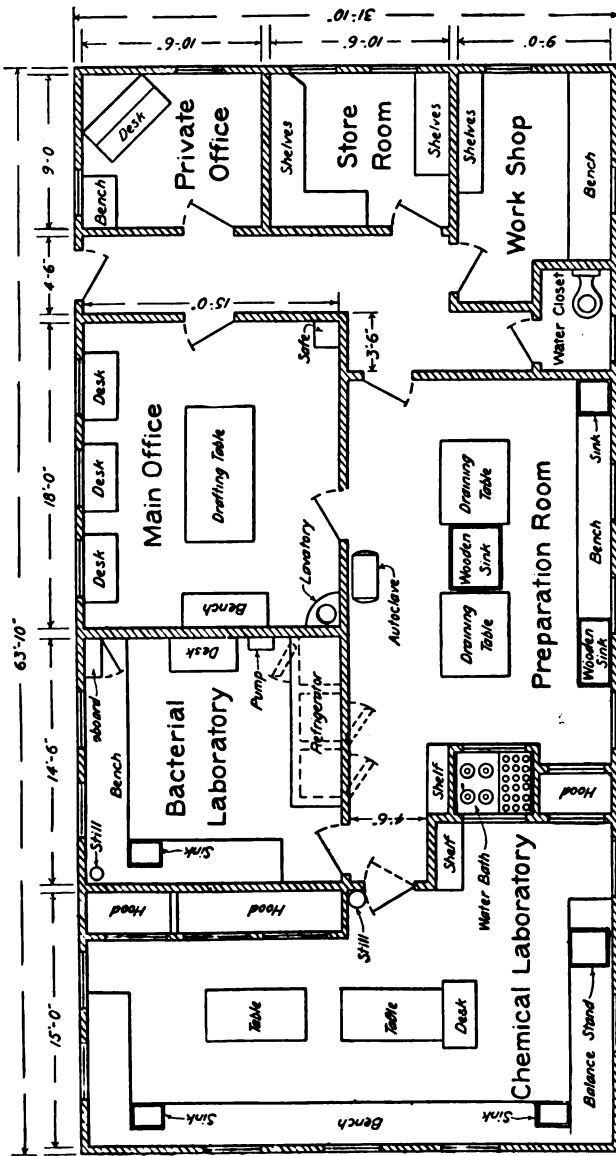 63'-10"
15'-0"
14'-6"
18'-0"
4'-6"
9'-0
31'-10"
10'-6"
10'-6"
9'-0"
Hood
Hood
Table
Table
Desk
Sink
Bench
Sink
Still
Chemical Laboratory
Balance Stand
Water Bath
Shelf
Shelf
Hood
Still
Bench
Sink
Bacterial
Laboratory
Desk
Pump
Refrigerator
4'-6"
Desk
Desk
Desk
Main Office
Drafting Table
Bench
Lavatory
Safe
15'-0"
3'-6"
Autoclave
Draining
Table
Wooden
Sink
Draining
Table
Preparation Room
Wooden
Sink
Bench
Sink
Bench
Desk
Private
Office
Shelves
Store
Room
Shelves
Shelves
Work Shop
Bench
Water Closet